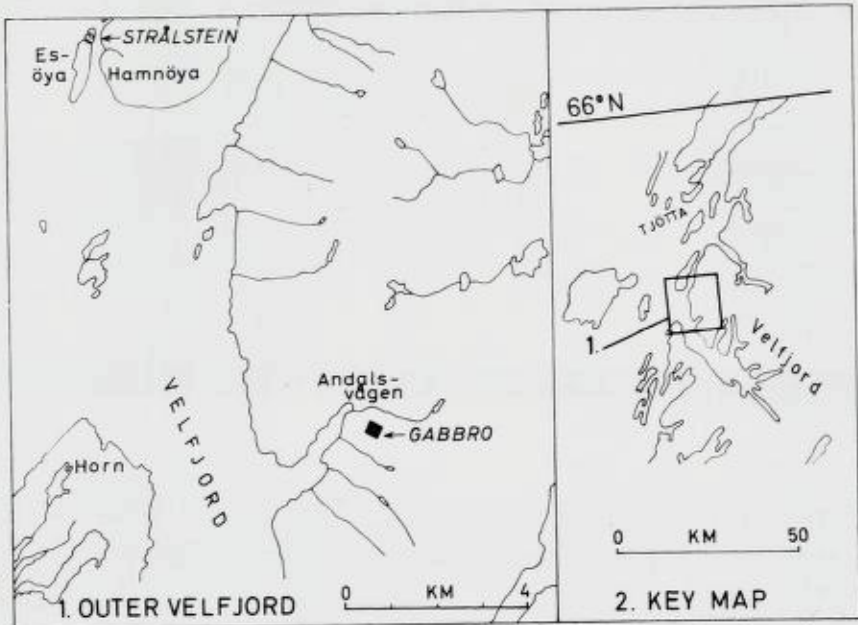 STRÅLSTEIN
Es-
öya
Hamnöya
Andals-
vågen
GABBRO
VELFJORD
Horn
1. OUTER VELFJORD
0 KM 4
66°N
TJÖTTA
1.
Velfjord
0 KM 50
2. KEY MAP